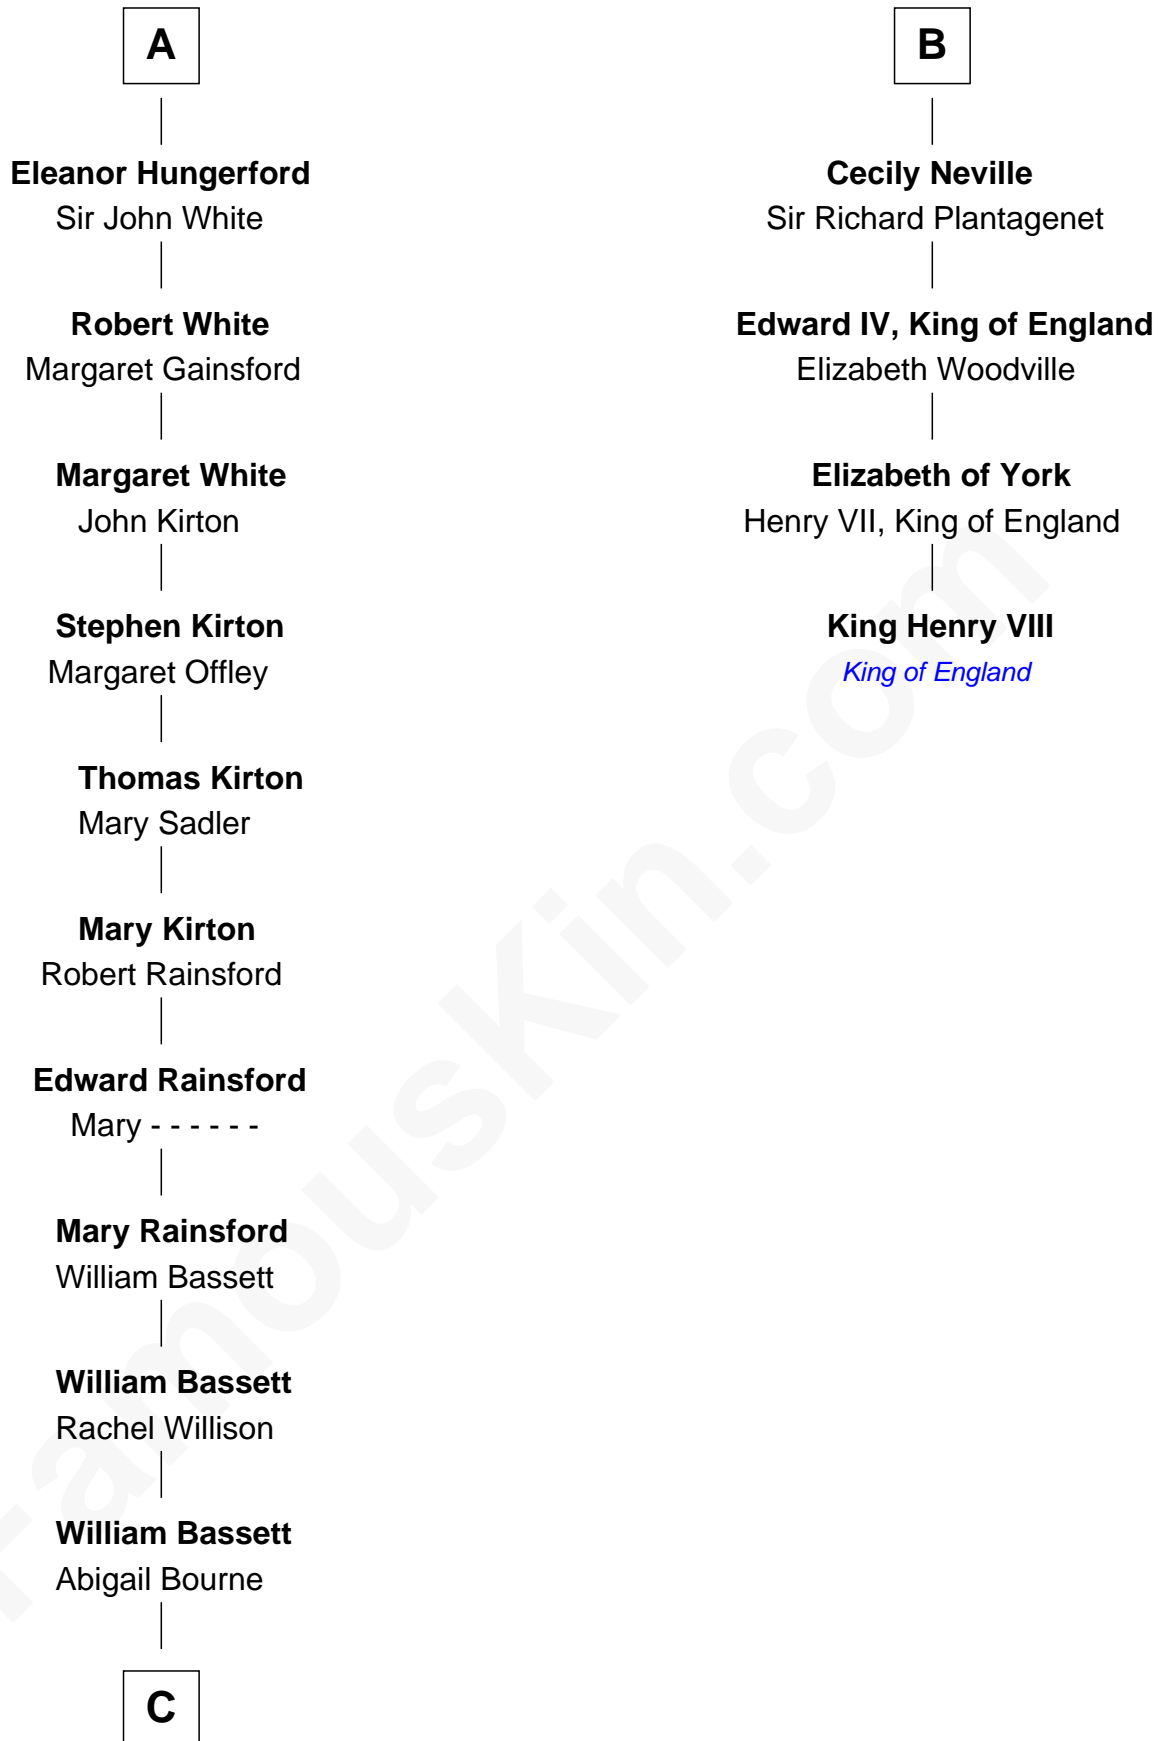 A
Eleanor Hungerford
Sir John White
Robert White
Margaret Gainsford
Margaret White
John Kirton
Stephen Kirton
Margaret Offley
Thomas Kirton
Mary Sadler
Mary Kirton
Robert Rainsford
Edward Rainsford
Mary - - - - - -
Mary Rainsford
William Bassett
William Bassett
Rachel Willison
William Bassett
Abigail Bourne
C
B
Cecily Neville
Sir Richard Plantagenet
Edward IV, King of England
Elizabeth Woodville
Elizabeth of York
Henry VII, King of England
King Henry VIII
King of England
FamousKin.com